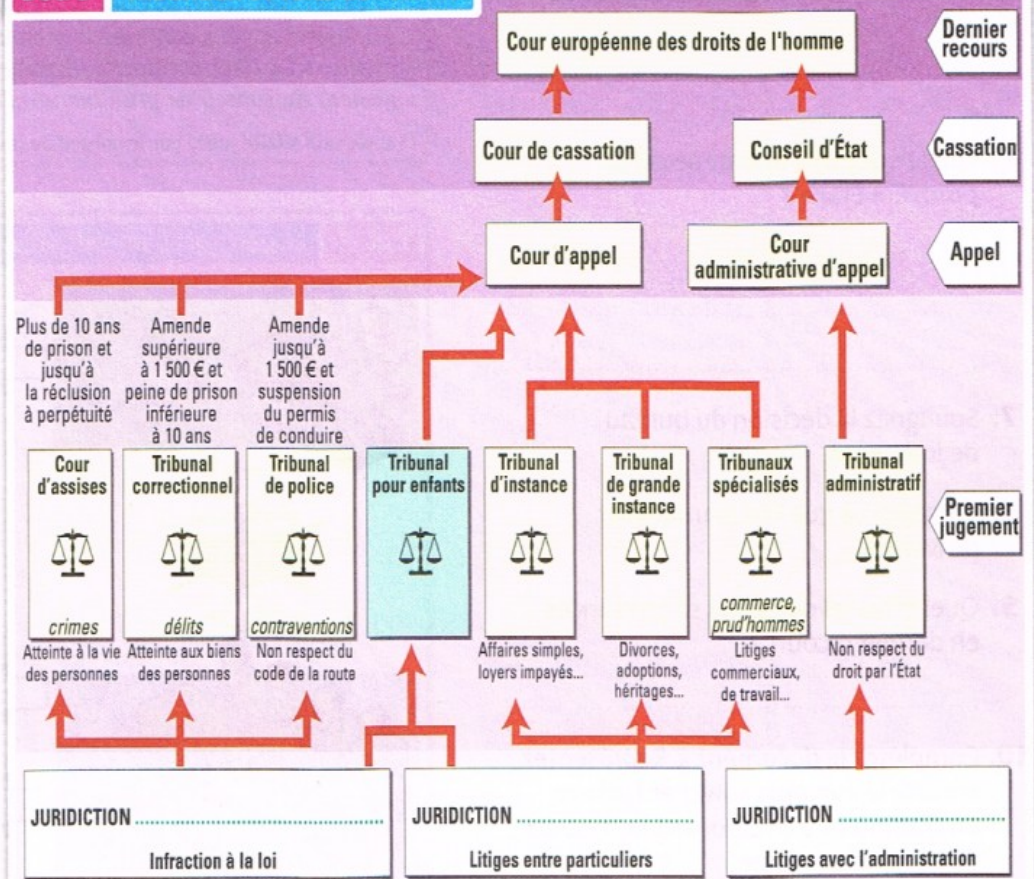 Cour européenne des droits de l'homme
Dernier
recours
Cour de cassation
Conseil d'État
Cassation
Cour d'appel
Cour
administrative d'appel
Appel
Plus de 10 ans
de prison et
jusqu'à
la réclusion
à perpétuité
Amende
supérieure
à 1 500 € et
peine de prison
inférieure
à 10 ans
Amende
jusqu'à
1 500 € et
suspension
du permis
de conduire
Cour
d'assises
crimes
Tribunal
correctionnel
délits
Tribunal
de police
contraventions
Tribunal
pour enfants
Tribunal
d'instance
Tribunal
de grande
instance
Tribunaux
spécialisés
commerce,
prud'hommes
Tribunal
administratif
Premier
jugement
Atteinte à la vie
des personnes
Atteinte aux biens
des personnes
Non respect du
code de la route
Affaires simples,
loyers impayés...
Divorces,
adoptions,
héritages...
Litiges
commerciaux,
de travail...
Non respect du
droit par l'État
JURIDICTION ..........................................
Infraction à la loi
JURIDICTION ..............................
Litiges entre particuliers
JURIDICTION ..............................
Litiges avec l'administration